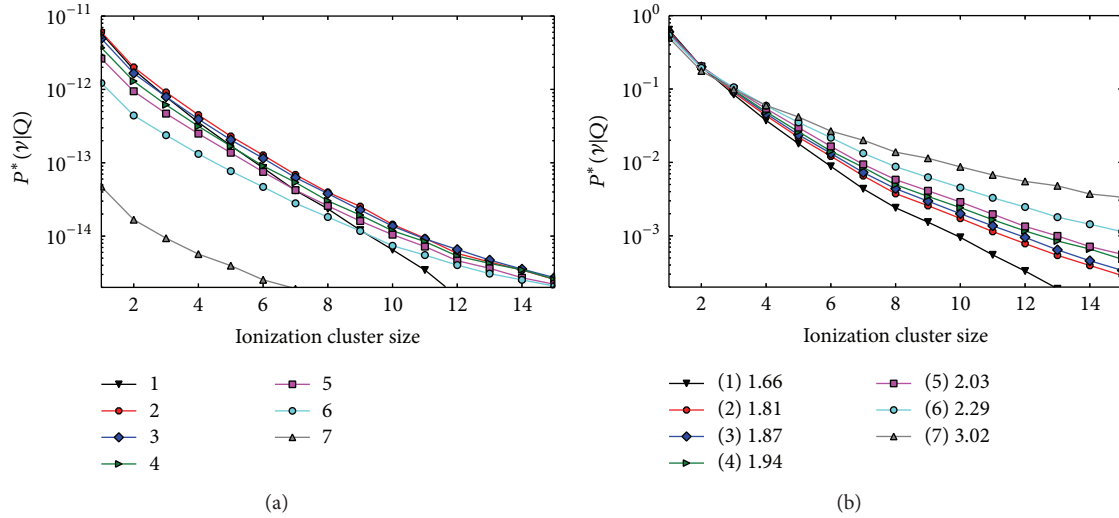 10⁻¹¹
10⁻¹²
10⁻¹³
10⁻¹⁴
P*(ν|Q)
2 4 6 8 10 12 14
Ionization cluster size
1
2
3
4
5
6
7
(a)
10⁰
10⁻¹
10⁻²
10⁻³
P*(ν|Q)
2 4 6 8 10 12 14
Ionization cluster size
(1) 1.66
(2) 1.81
(3) 1.87
(4) 1.94
(5) 2.03
(6) 2.29
(7) 3.02
(b)